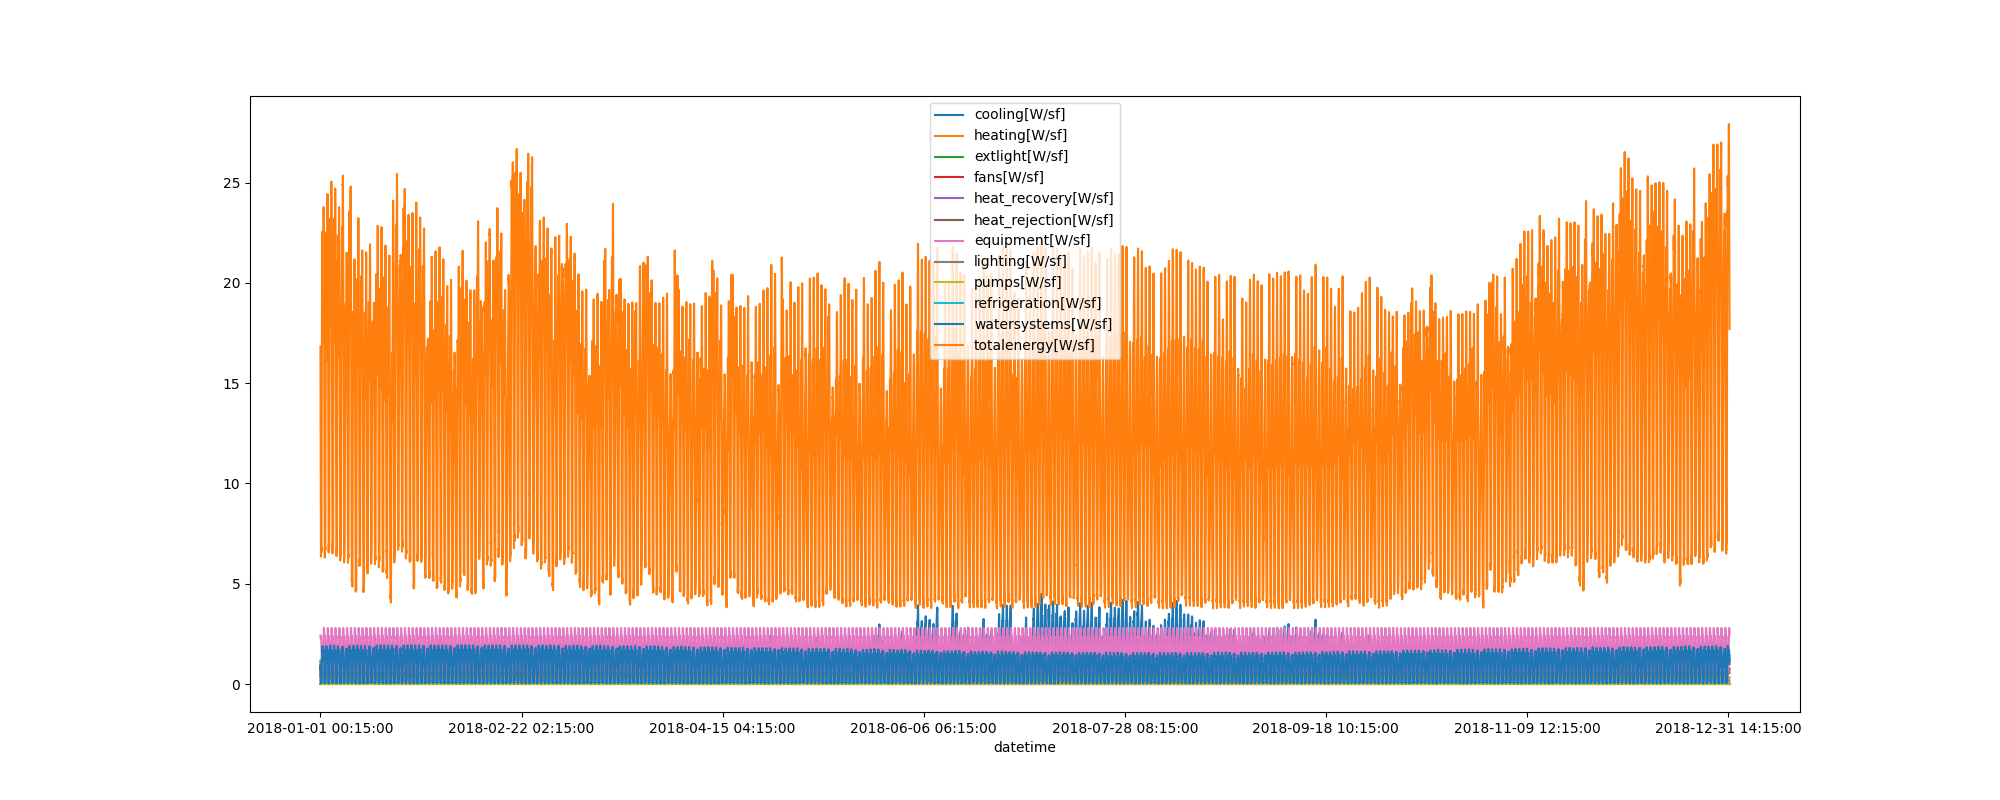 cooling[W/sf]
heating[W/sf]
extlight[W/sf]
fans[W/sf]
heat_recovery[W/sf]
heat_rejection[W/sf]
equipment[W/sf]
lighting[W/sf]
pumps[W/sf]
refrigeration[W/sf]
watersystems[W/sf]
totalenergy[W/sf]
25
20
15
10
5
0
2018-01-01 00:15:00 2018-02-22 02:15:00 2018-04-15 04:15:00 2018-06-06 06:15:00 2018-07-28 08:15:00 2018-09-18 10:15:00 2018-11-09 12:15:00 2018-12-31 14:15:00
datetime